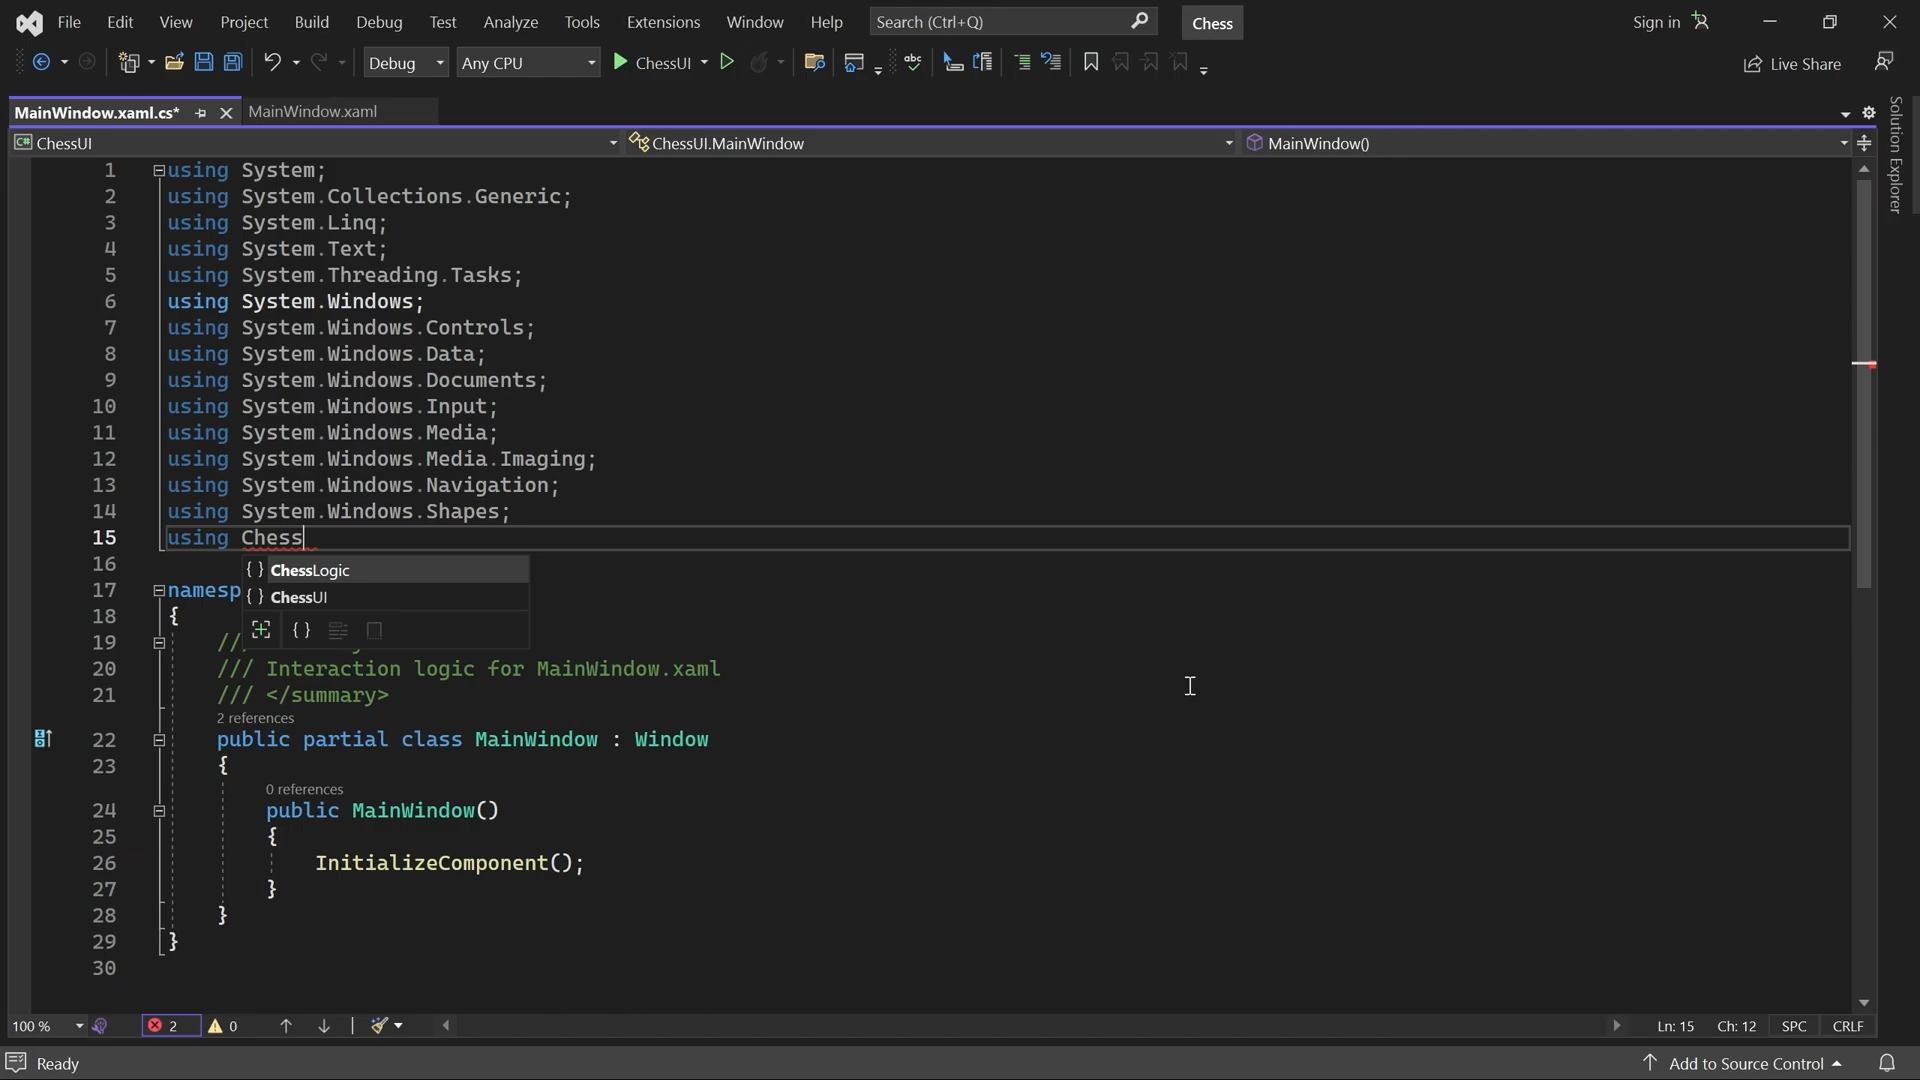 File Edit View Project Build Debug Test Analyze Tools Extensions Window Help Search (Ctrl+Q) Chess Sign in
Debug Any CPU ChessUI Live Share
MainWindow.xaml.cs* MainWindow.xaml
ChessUI ChessUI.MainWindow MainWindow()
Solution Explorer
1 using System;
2 using System.Collections.Generic;
3 using System.Linq;
4 using System.Text;
5 using System.Threading.Tasks;
6 using System.Windows;
7 using System.Windows.Controls;
8 using System.Windows.Data;
9 using System.Windows.Documents;
10 using System.Windows.Input;
11 using System.Windows.Media;
12 using System.Windows.Media.Imaging;
13 using System.Windows.Navigation;
14 using System.Windows.Shapes;
15 using Chess
16 { } ChessLogic
17 namesp { } ChessUI
18 { { }
19 ///
20 /// Interaction logic for MainWindow.xaml
21 /// </summary>
2 references
22 public partial class MainWindow : Window
23 {
0 references
24 public MainWindow()
25 {
26 InitializeComponent();
27 }
28 }
29 }
30
100 % 2 0 Ln: 15 Ch: 12 SPC CRLF
Ready Add to Source Control